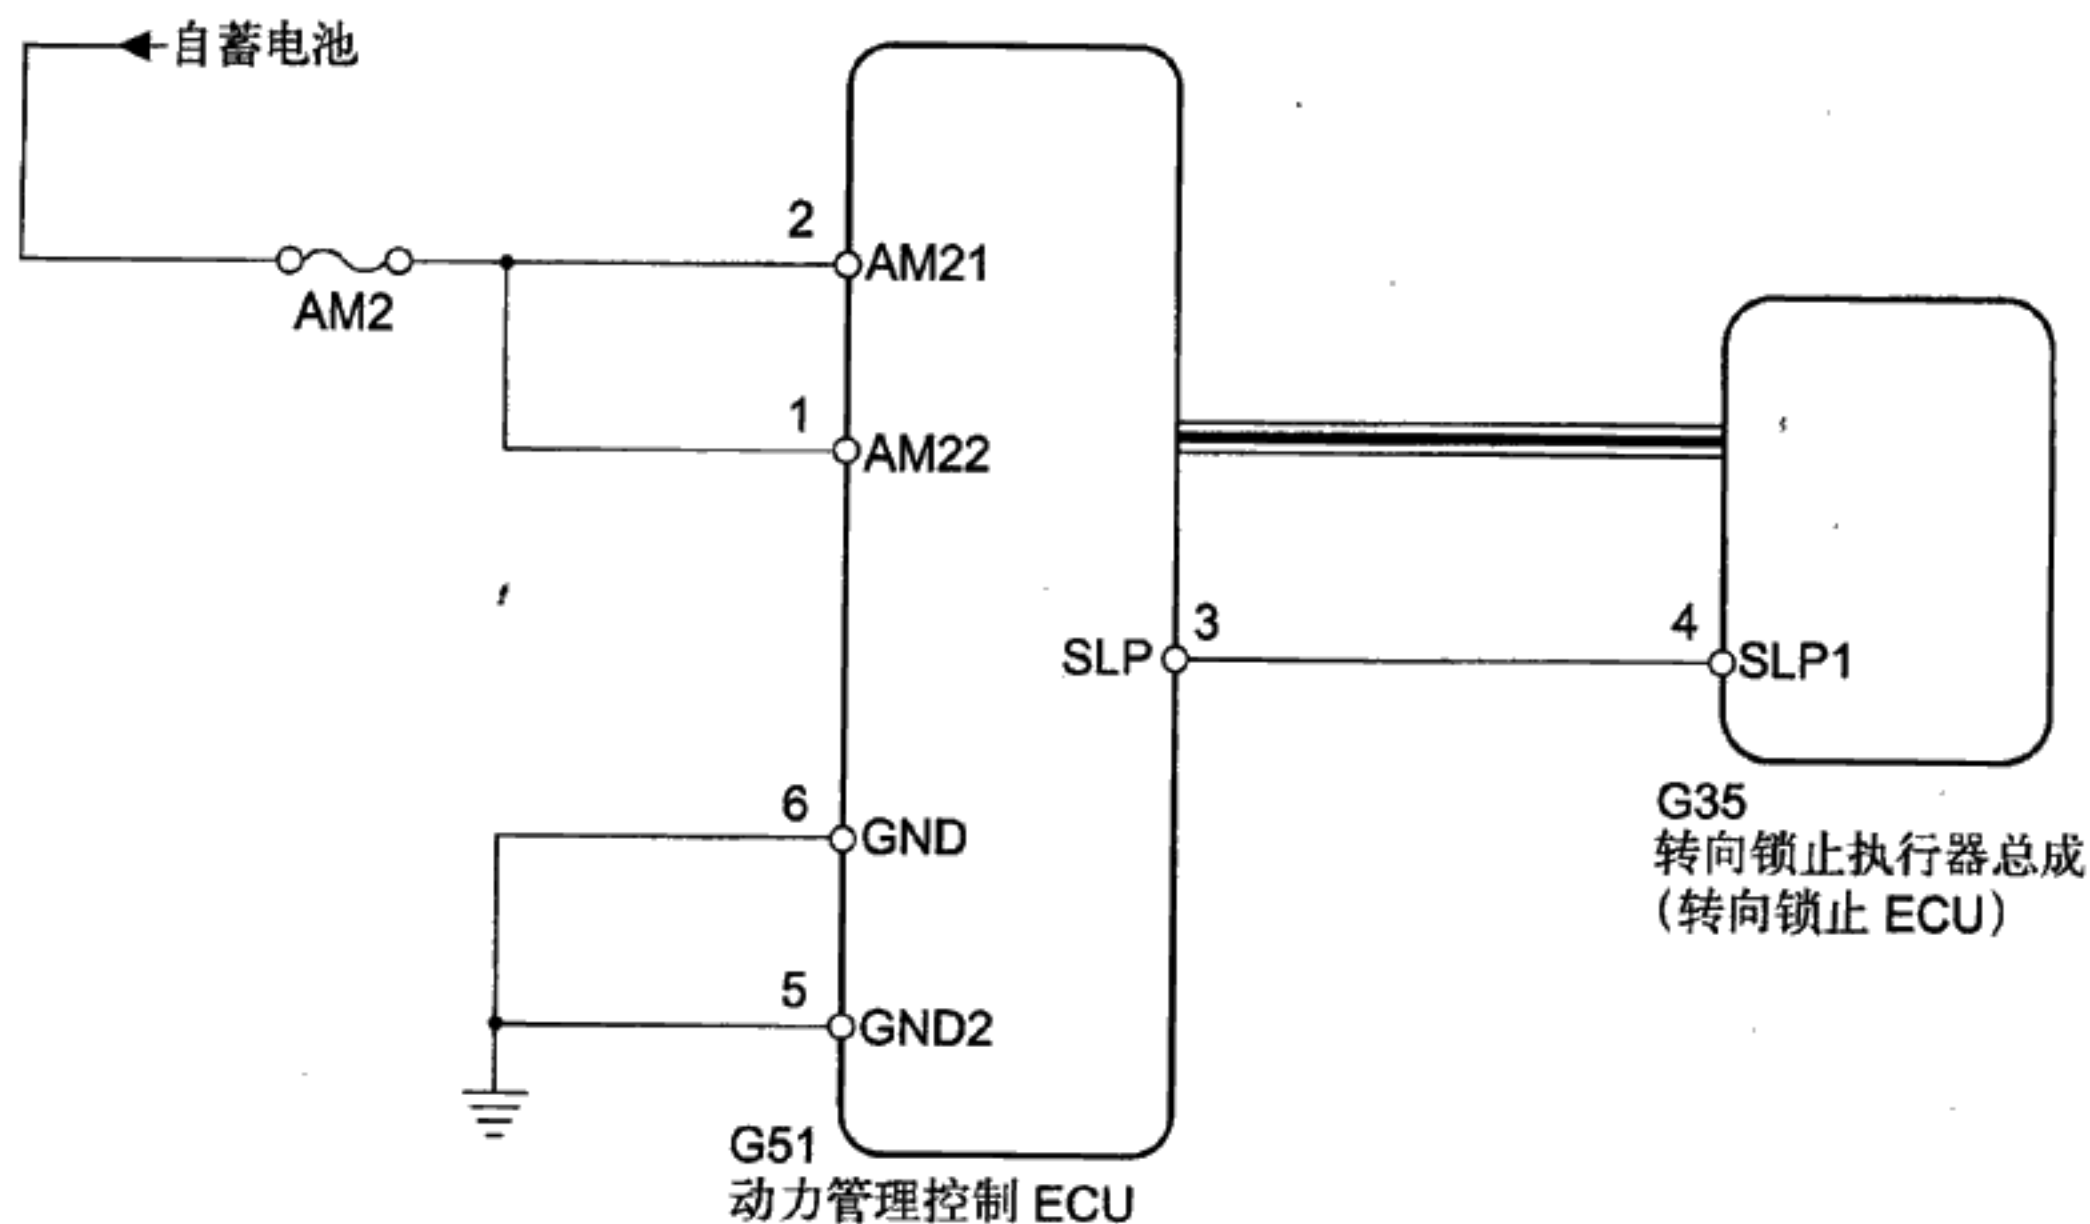 自蓄电池
2
AM21
AM2
1
AM22
SLP
3
4
SLP1
6
GND
G35
转向锁止执行器总成
(转向锁止 ECU)
5
GND2
G51
动力管理控制 ECU